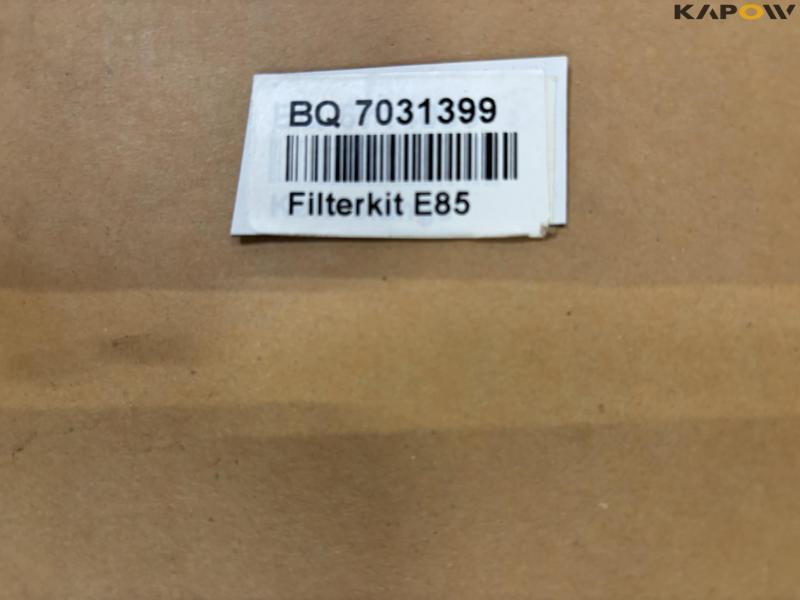 KAPOW
BQ 7031399
Filterkit E85